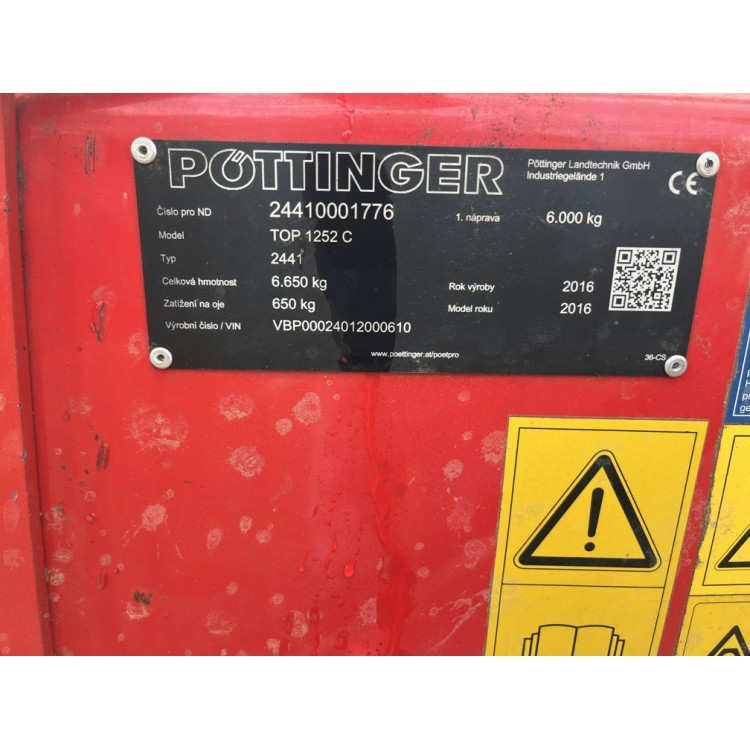 PÖTTINGER
Pöttinger Landtechnik GmbH
Industriegelände 1
CE
Číslo pro ND 24410001776 1. náprava 6.000 kg
Model TOP 1252 C
Typ 2441
Celková hmotnost 6.650 kg Rok výroby 2016
Zatížení na oje 650 kg Model roku 2016
Výrobní číslo / VIN VBP00024012000610
www.poettinger.at/poetpro 36-CS